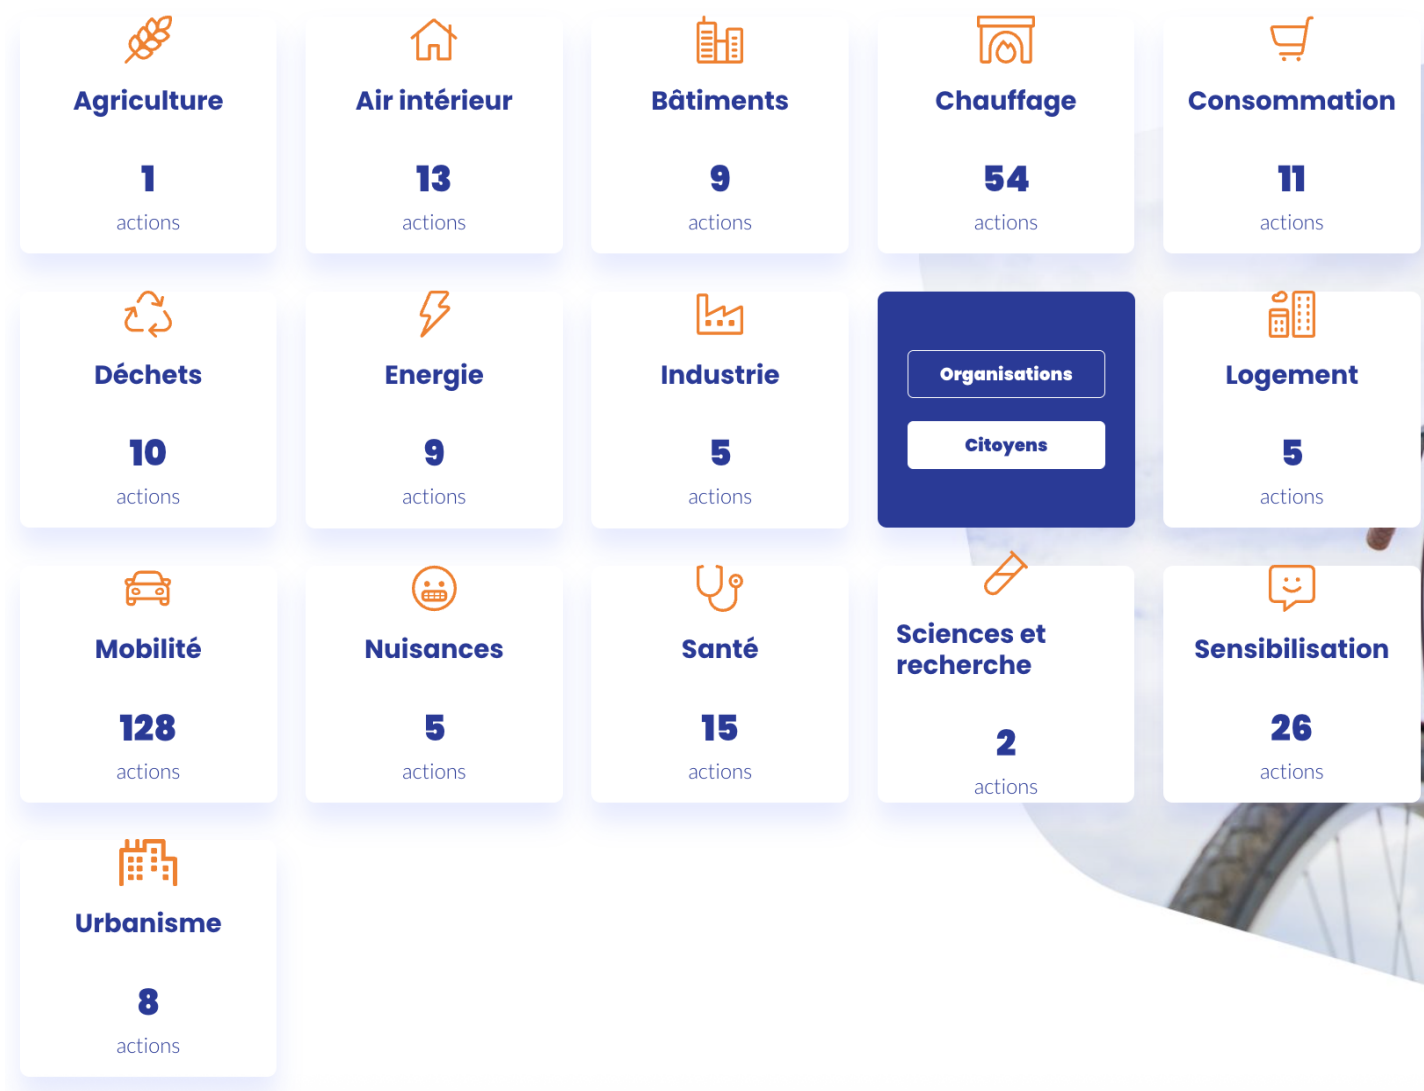 Agriculture
1
actions
Air intérieur
13
actions
Bâtiments
9
actions
Chauffage
54
actions
Consommation
11
actions
Déchets
10
actions
Energie
9
actions
Industrie
5
actions
Organisations
Citoyens
Logement
5
actions
Mobilité
128
actions
Nuisances
5
actions
Santé
15
actions
Sciences et
recherche
2
actions
Sensibilisation
26
actions
Urbanisme
8
actions